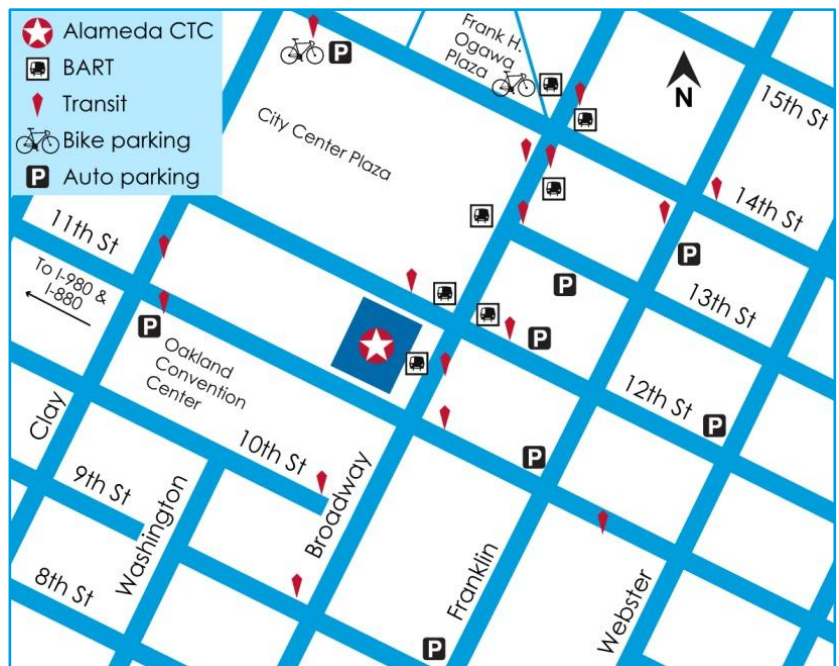 Alameda CTC
BART
Transit
Bike parking
P Auto parking
P
Frank H.
Ogawa
Plaza
N
15th St
City Center Plaza
14th St
11th St
P
To I-980 &
I-880
P
13th St
P
Oakland
Convention
Center
P
12th St
P
Clay
10th St
P
9th St
Washington
Broadway
Franklin
Webster
8th St
P